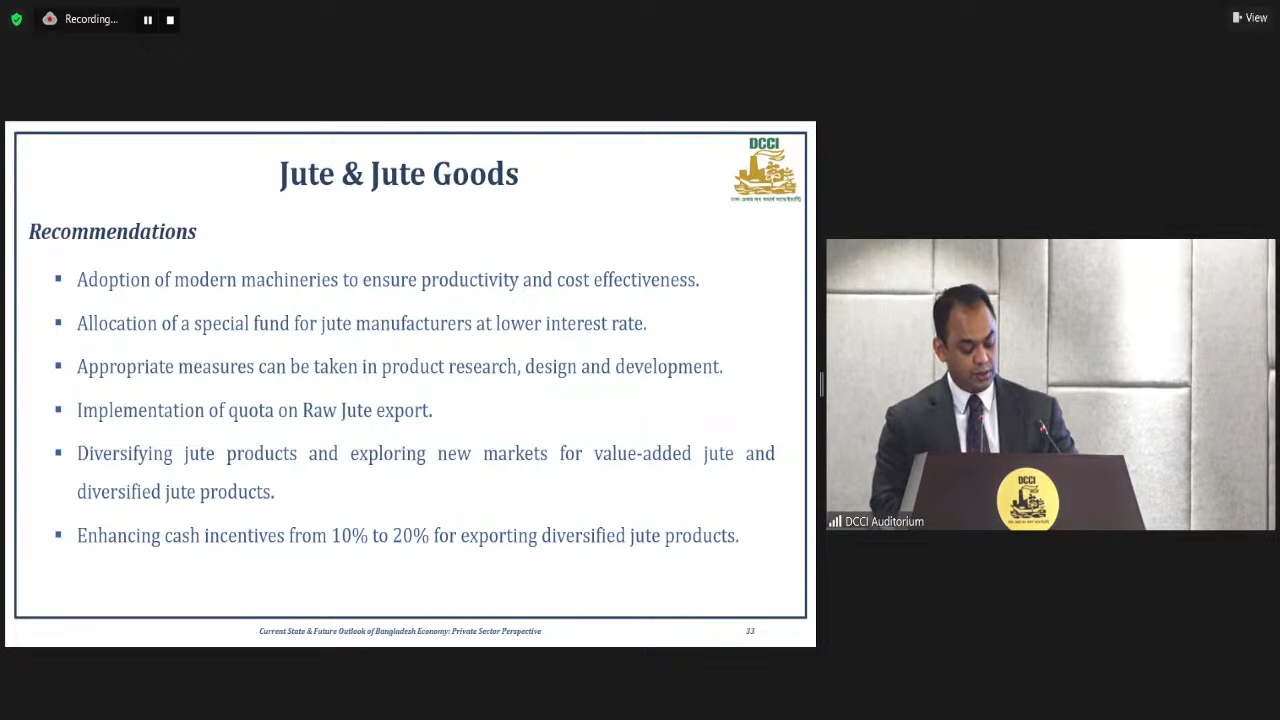 Recording...
View
Jute & Jute Goods
DCCI
Recommendations
▪ Adoption of modern machineries to ensure productivity and cost effectiveness.
▪ Allocation of a special fund for jute manufacturers at lower interest rate.
▪ Appropriate measures can be taken in product research, design and development.
▪ Implementation of quota on Raw Jute export.
▪ Diversifying jute products and exploring new markets for value-added jute and
diversified jute products.
▪ Enhancing cash incentives from 10% to 20% for exporting diversified jute products.
Current State & Future Outlook of Bangladesh Economy: Private Sector Perspective
33
DCCI
DCCI Auditorium